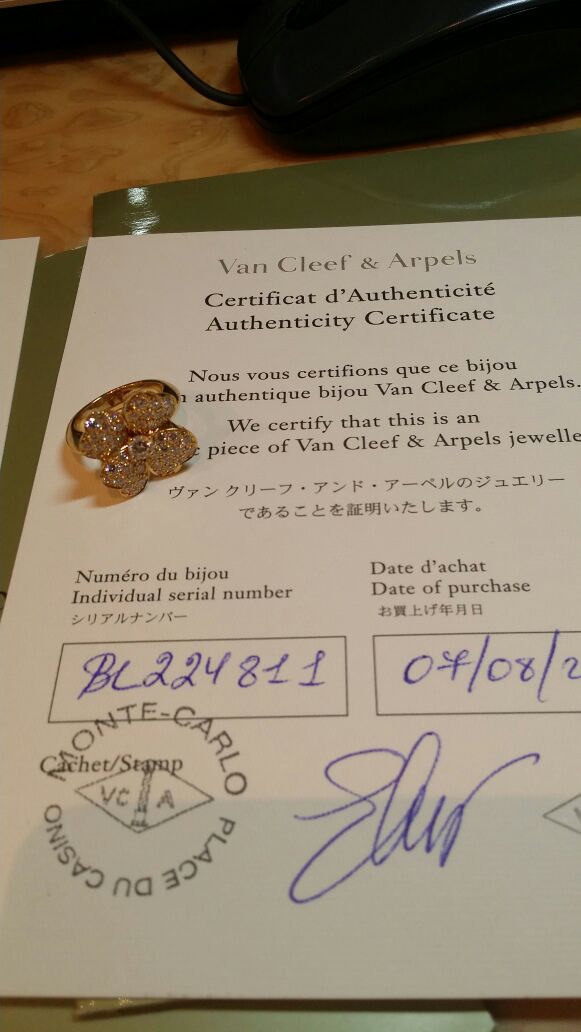 Van Cleef & Arpels
Certificat d'Authenticité
Authenticity Certificate
Nous vous certifions que ce bijou
authentique bijou Van Cleef & Arpels.
We certify that this is an
piece of Van Cleef & Arpels jewelle
ヴァン クリーフ・アンド・アーペルのジュエリー
であることを証明いたします。
Numéro du bijou
Individual serial number
シリアルナンバー
Date d'achat
Date of purchase
お買上げ年月日
BL224811
07/08/2
Cachet/Stamp
MONTE-CARLO
VC A
PLACE DU CASINO